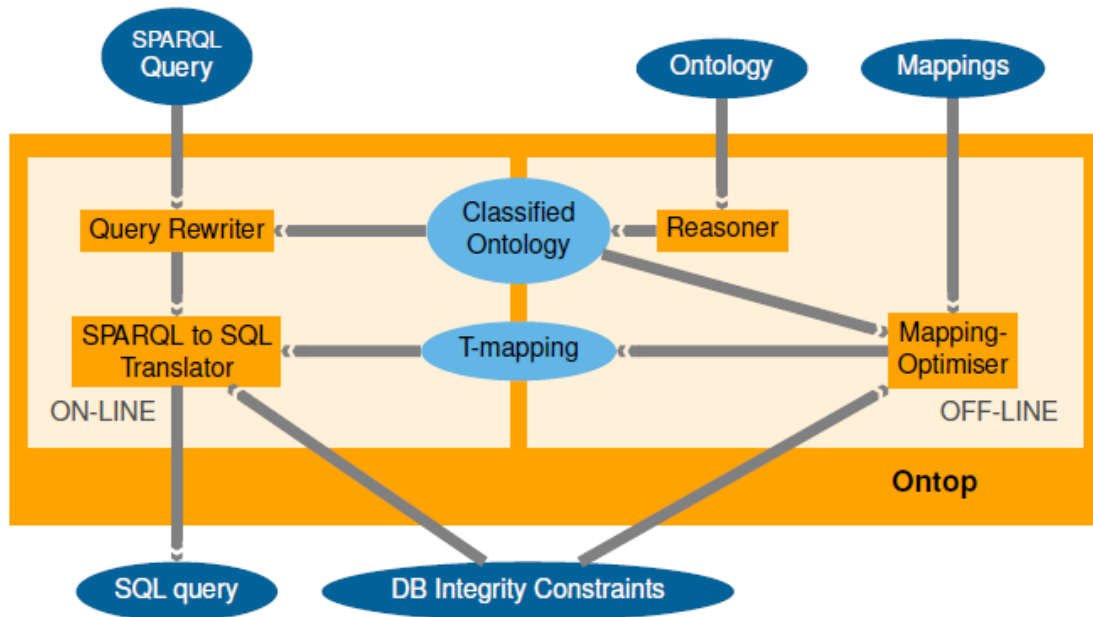 SPARQL
Query
Ontology
Mappings
Query Rewriter
Classified
Ontology
Reasoner
SPARQL to SQL
Translator
T-mapping
Mapping-
Optimiser
ON-LINE
OFF-LINE
Ontop
SQL query
DB Integrity Constraints